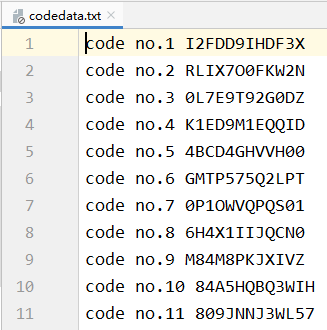 codedata.txt
1 code no.1 I2FDD9IHDF3X
2 code no.2 RLIX7O0FKW2N
3 code no.3 0L7E9T92G0DZ
4 code no.4 K1ED9M1EQQID
5 code no.5 4BCD4GHVVH00
6 code no.6 GMTP575Q2LPT
7 code no.7 0P1OWVQPQS01
8 code no.8 6H4X1IIJQCN0
9 code no.9 M84M8PKJXIVZ
10 code no.10 84A5HQBQ3WIH
11 code no.11 809JNNJ3WL57